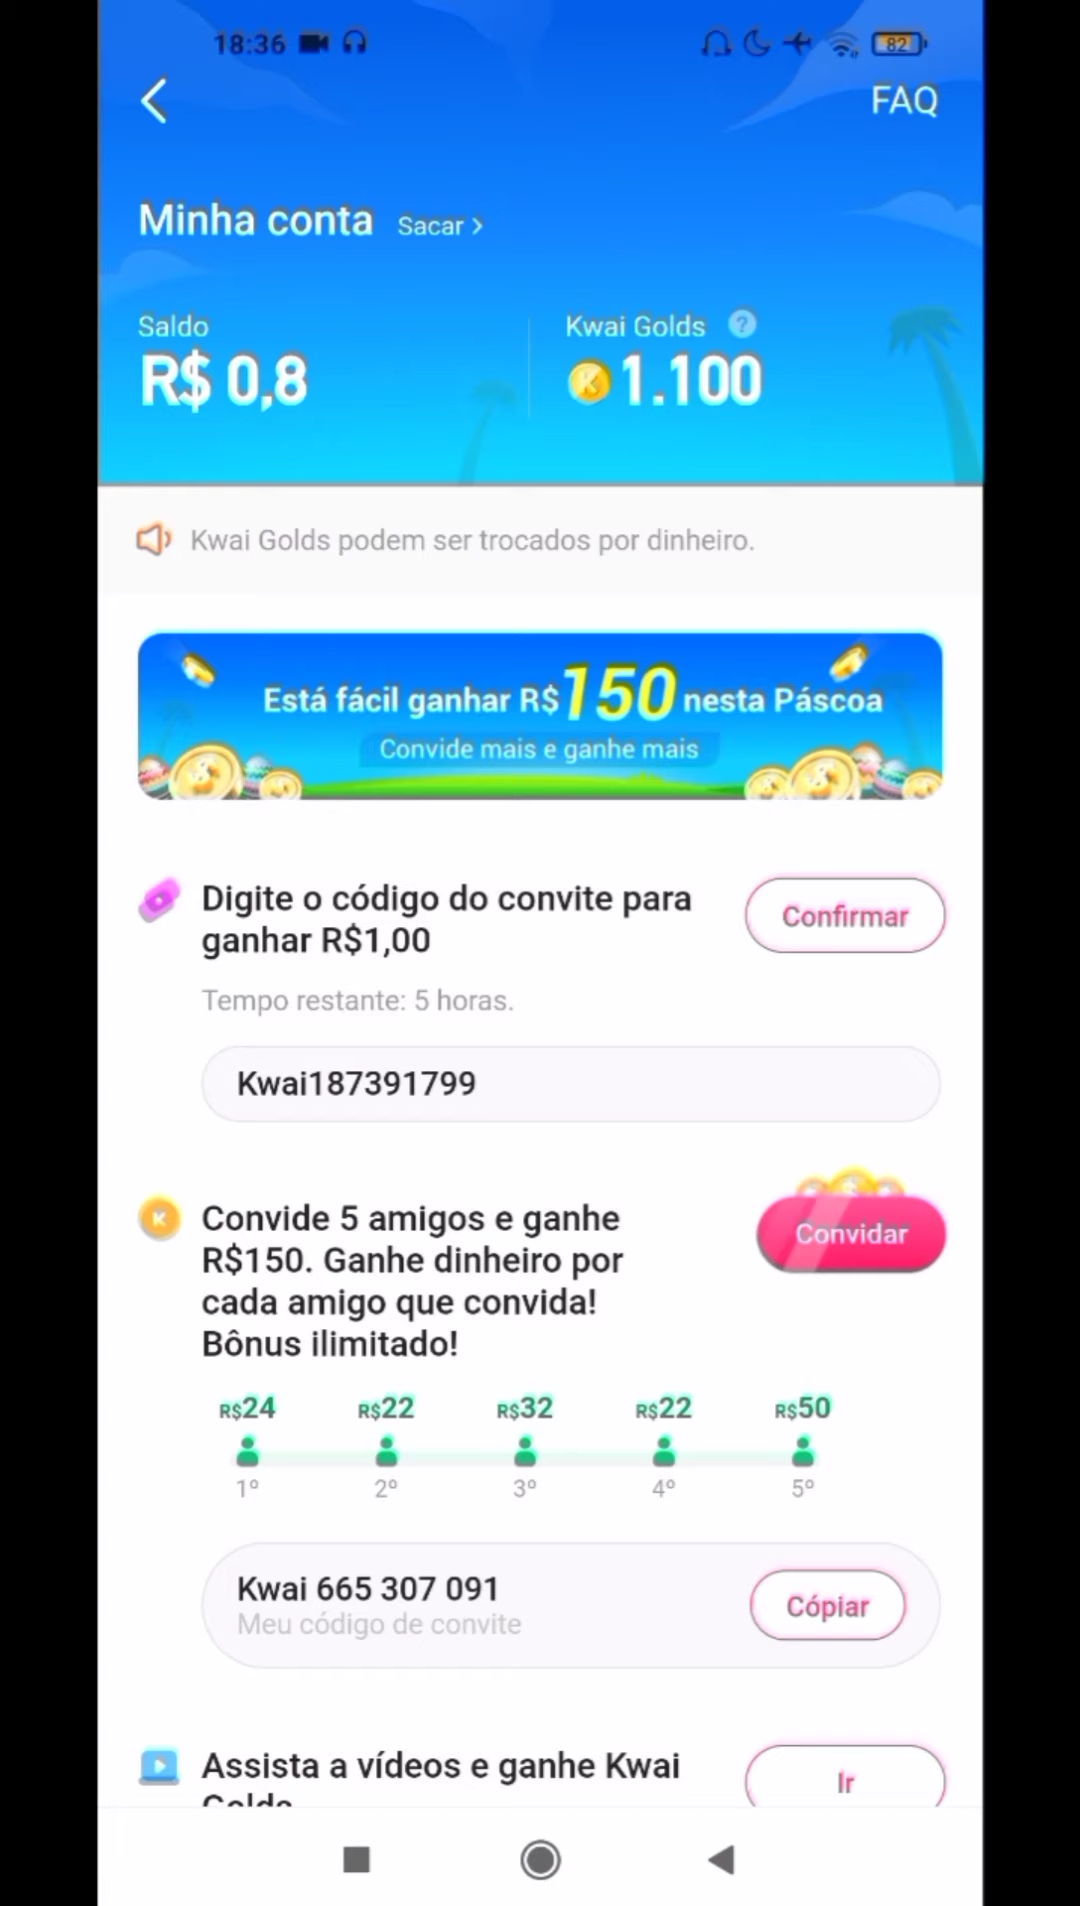 18:36
82
FAQ
Minha conta Sacar >
Saldo
Kwai Golds ?
R$ 0,8
K 1.100
Kwai Golds podem ser trocados por dinheiro.
Está fácil ganhar R$150 nesta Páscoa
Convide mais e ganhe mais
Digite o código do convite para
ganhar R$1,00
Confirmar
Tempo restante: 5 horas.
Kwai187391799
Convide 5 amigos e ganhe
R$150. Ganhe dinheiro por
cada amigo que convida!
Bônus ilimitado!
Convidar
R$24 R$22 R$32 R$22 R$50
1º 2º 3º 4º 5º
Kwai 665 307 091
Meu código de convite
Cópiar
Assista a vídeos e ganhe Kwai
Golds
Ir